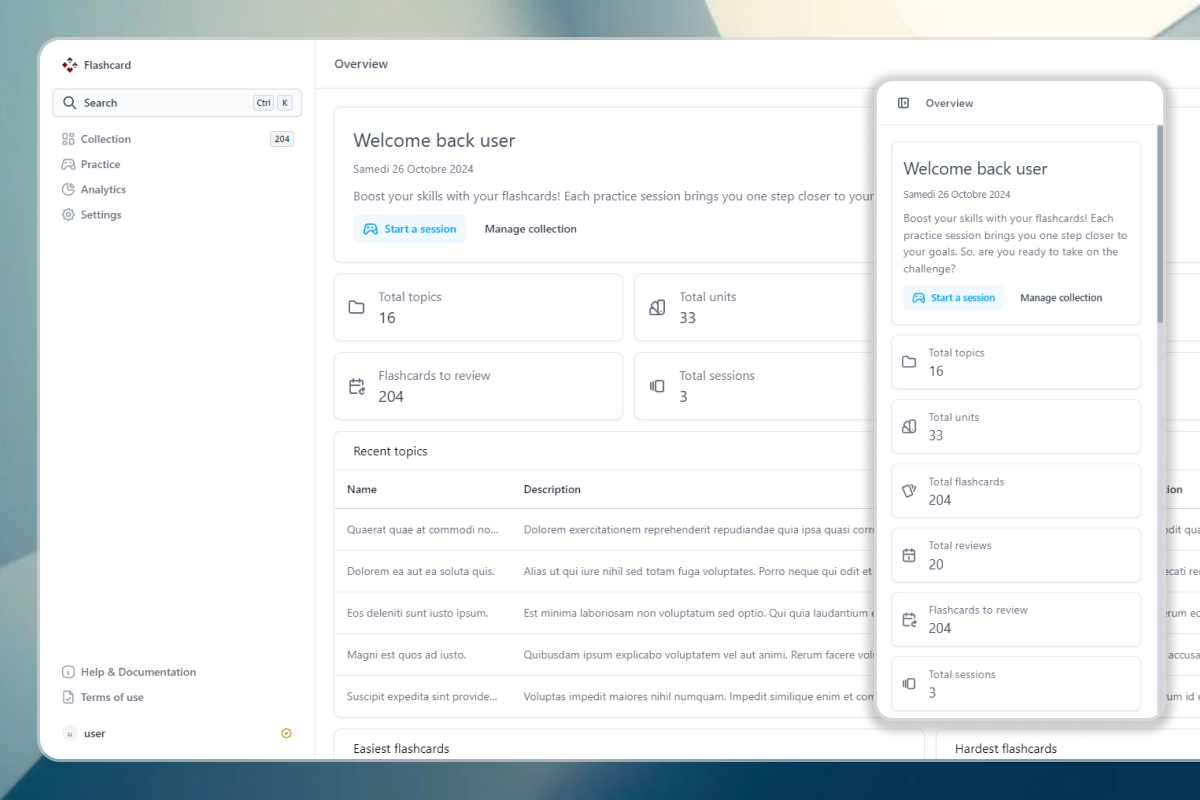 Flashcard
Search Ctrl K
Collection 204
Practice
Analytics
Settings
Help & Documentation
Terms of use
u user
Overview
Welcome back user
Samedi 26 Octobre 2024
Boost your skills with your flashcards! Each practice session brings you one step closer to your
Start a session Manage collection
Total topics
16
Total units
33
Flashcards to review
204
Total sessions
3
Recent topics
Name Description
Quaerat quae at commodi no... Dolorem exercitationem reprehenderit repudiandae quia ipsa quasi
Dolorem ea aut ea soluta quis. Alias ut qui iure nihil sed totam fuga voluptates. Porro neque qui odit et
Eos deleniti sunt iusto ipsum. Est minima laboriosam non voluptatum sed optio. Qui quia laudantium
Magni est quos ad iusto. Quibusdam ipsum explicabo voluptatem vel aut animi. Rerum facere
Suscipit expedita sint provide... Voluptas impedit maiores nihil numquam. Impedit similique enim et
Easiest flashcards
Hardest flashcards
Overview
Welcome back user
Samedi 26 Octobre 2024
Boost your skills with your flashcards! Each
practice session brings you one step closer to
your goals. So, are you ready to take on the
challenge?
Start a session Manage collection
Total topics
16
Total units
33
Total flashcards
204
Total reviews
20
Flashcards to review
204
Total sessions
3